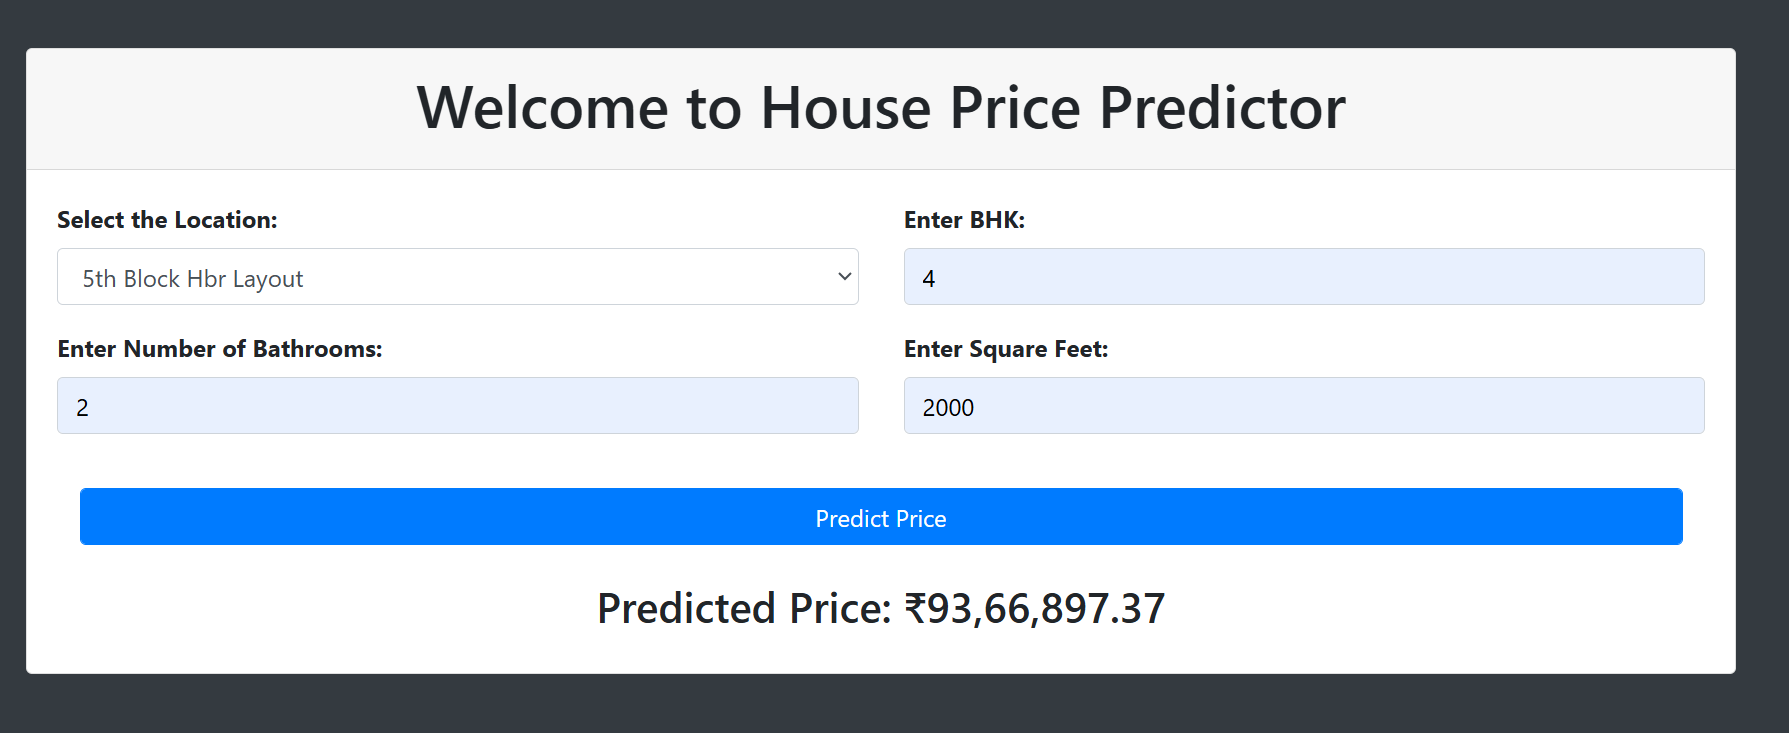 Welcome to House Price Predictor
Select the Location:
5th Block Hbr Layout
Enter BHK:
4
Enter Number of Bathrooms:
2
Enter Square Feet:
2000
Predict Price
Predicted Price: ₹93,66,897.37